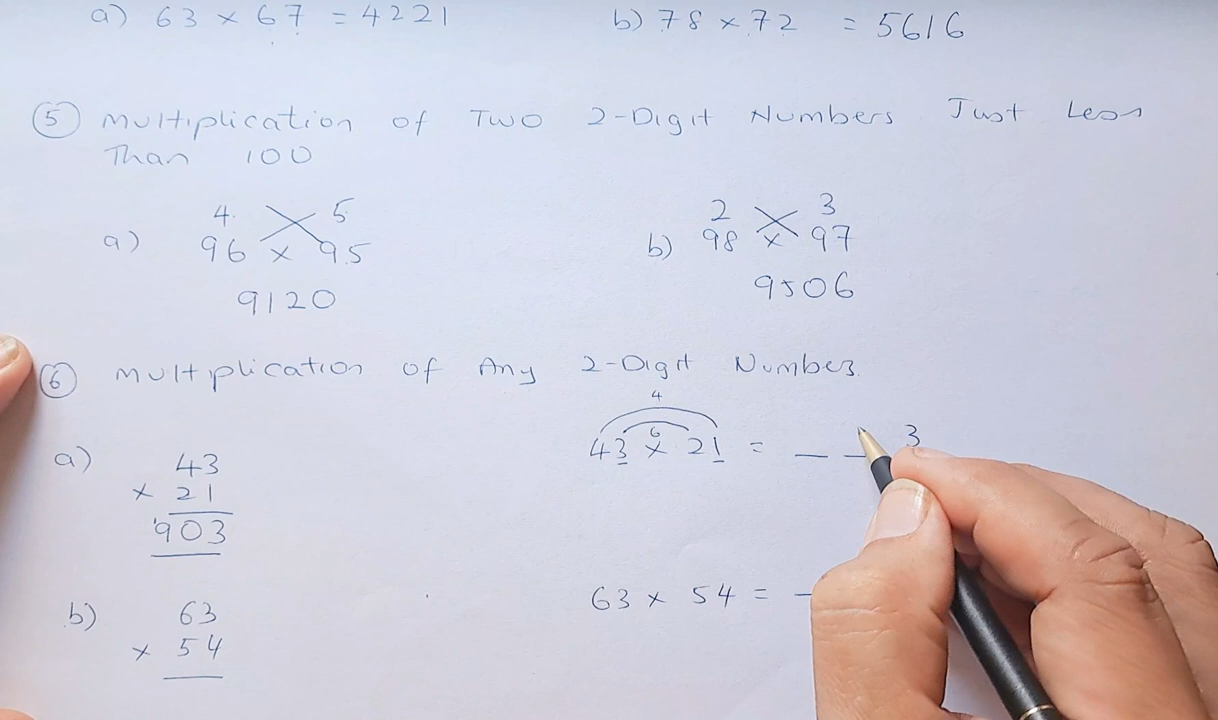 a) 63 x 67 = 4221
b) 78 x 72 = 5616
5 Multiplication of Two 2-Digit Numbers Just Less
Than 100
4 5
a) 96 x 95
9120
2 3
b) 98 x 97
9506
6 Multiplication of Any 2-Digit Number
a) 43
x 21
1903
4
6
43 x 21 = _ _ 3
b) 63
x 54
63 x 54 = _